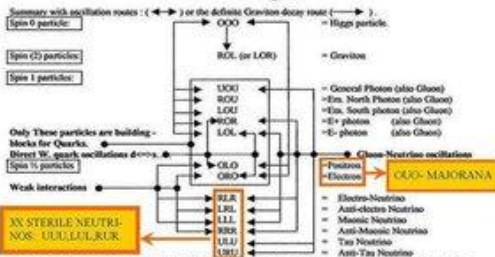 Summary with oscillation routes : ( ◄─► ) or the definite Graviton decay route ( ──► ) .
Spin 0 particle:
OOO
= Higgs particle.
Spin (2) particles:
ROL (or LOR)
= Graviton
Spin 1 particles:
UOU
= General Photon (also Gluon)
ROU
=Em. North Photon (also Gluon)
LOU
=Em. South photon (also Gluon)
ROR
=E+ photon (also Gluon)
LOL
=E- photon (also Gluon)
Only These particles are building -
blocks for Quarks.
Direct W. quark oscillations d<=>u.
Gluon-Neutrino oscillations
Spin ½ particles
OLO
=Positron
ORO
=Electron
OUO- MAJORANA
Weak interactions
RLR
= Electro-Neutrino
LRL
= Anti-electro Neutrino
LLL
= Muonic Neutrino
RRR
= Anti-Muonic Neutrino
ULU
= Tau Neutrino
URU
= Anti-Tau Neutrino
3X STERILE NEUTRI-
NOS: UUU,LUL,RUR